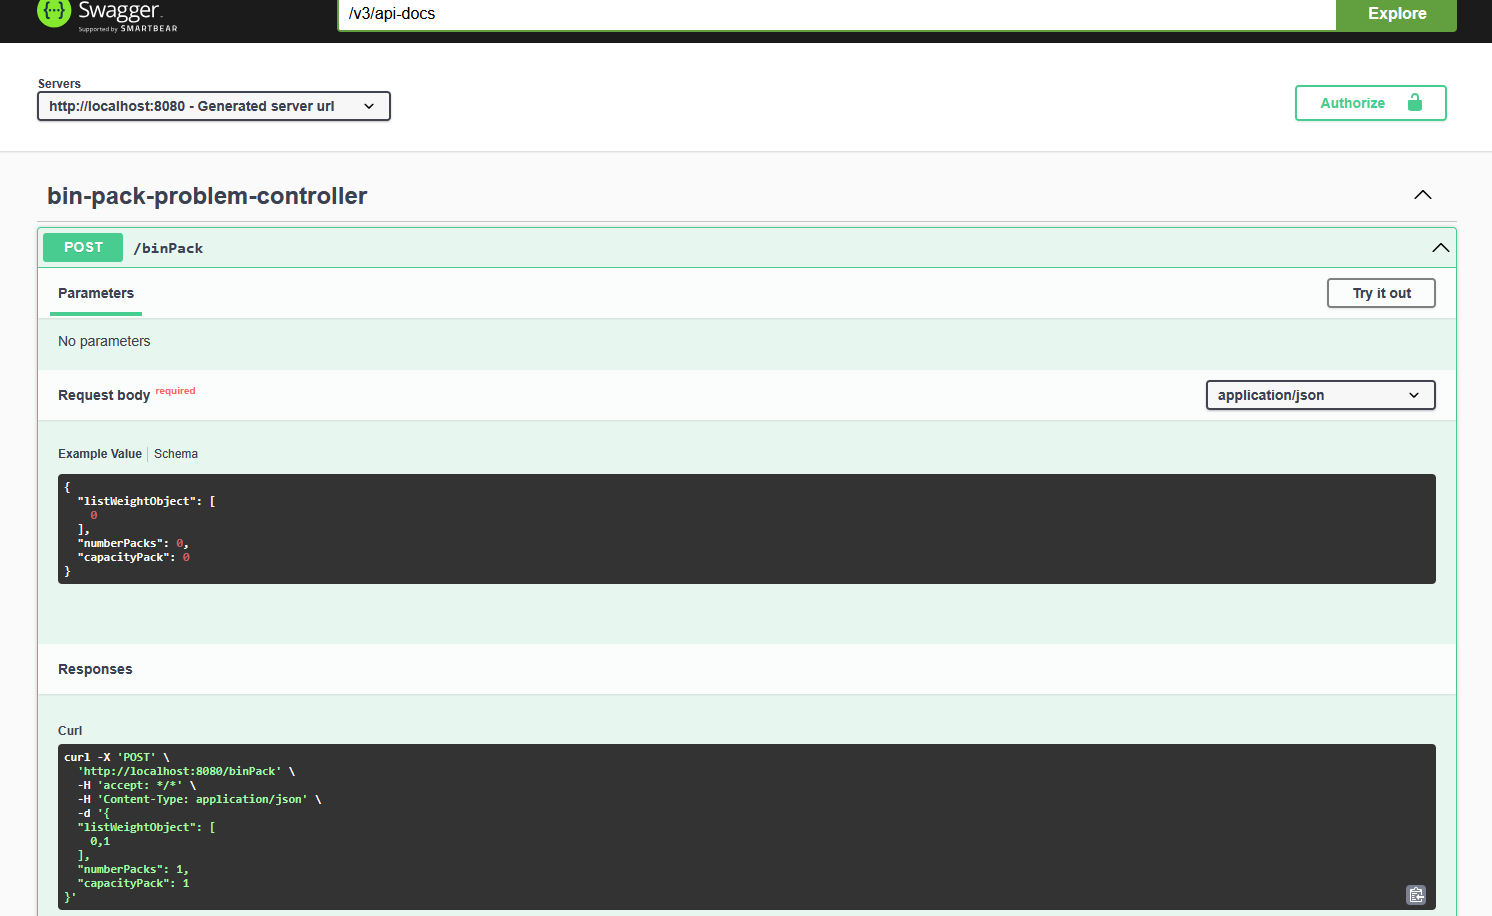 Swagger.
Supported by SMARTBEAR
/v3/api-docs
Explore
Servers
http://localhost:8080 - Generated server url
Authorize
bin-pack-problem-controller
POST /binPack
Parameters
Try it out
No parameters
Request body required
application/json
Example Value Schema
{
  "listWeightObject": [
    0
  ],
  "numberPacks": 0,
  "capacityPack": 0
}
Responses
Curl
curl -X 'POST' \
  'http://localhost:8080/binPack' \
  -H 'accept: */*' \
  -H 'Content-Type: application/json' \
  -d '{
  "listWeightObject": [
    0,1
  ],
  "numberPacks": 1,
  "capacityPack": 1
}'